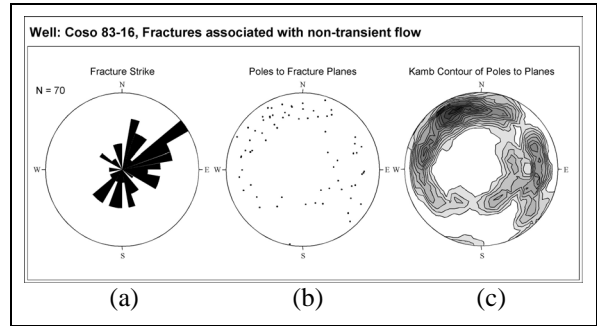 Well: Coso 83-16, Fractures associated with non-transient flow
Fracture Strike
Poles to Fracture Planes
Kamb Contour of Poles to Planes
N = 70
N
N
N
W
E
W
E
W
E
S
S
S
(a)
(b)
(c)